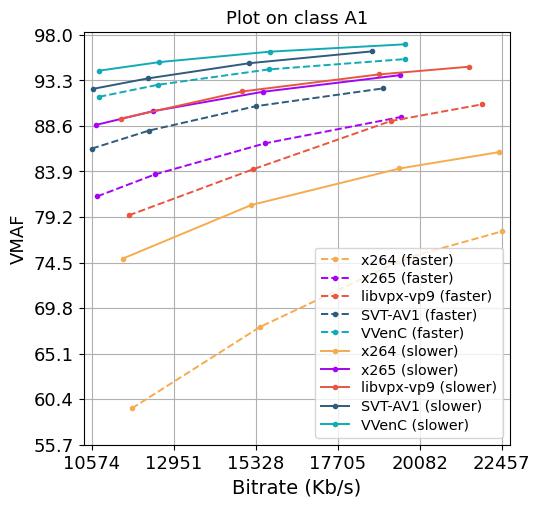 Plot on class A1
98.0
93.3
88.6
83.9
79.2
74.5
69.8
65.1
60.4
55.7
VMAF
x264 (faster)
x265 (faster)
libvpx-vp9 (faster)
SVT-AV1 (faster)
VVenC (faster)
x264 (slower)
x265 (slower)
libvpx-vp9 (slower)
SVT-AV1 (slower)
VVenC (slower)
10574 12951 15328 17705 20082 22457
Bitrate (Kb/s)